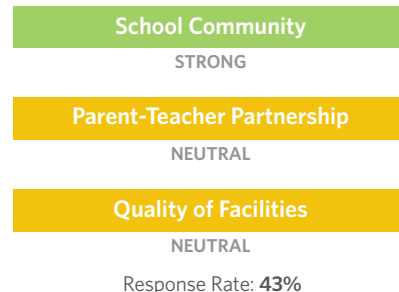 School Community
STRONG
Parent-Teacher Partnership
NEUTRAL
Quality of Facilities
NEUTRAL
Response Rate: 43%